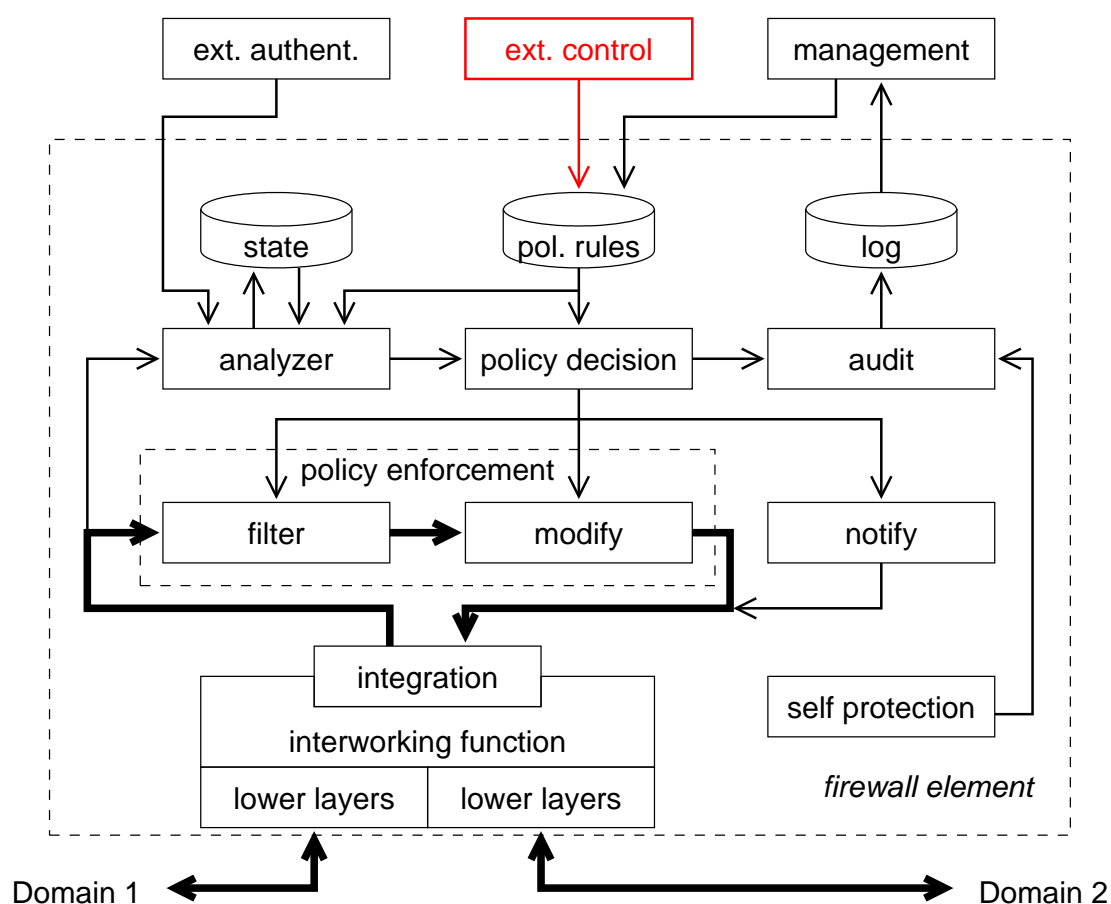 ext. authent.
ext. control
management
state
pol. rules
log
analyzer
policy decision
audit
policy enforcement
filter
modify
notify
integration
self protection
interworking function
lower layers
lower layers
firewall element
Domain 1
Domain 2